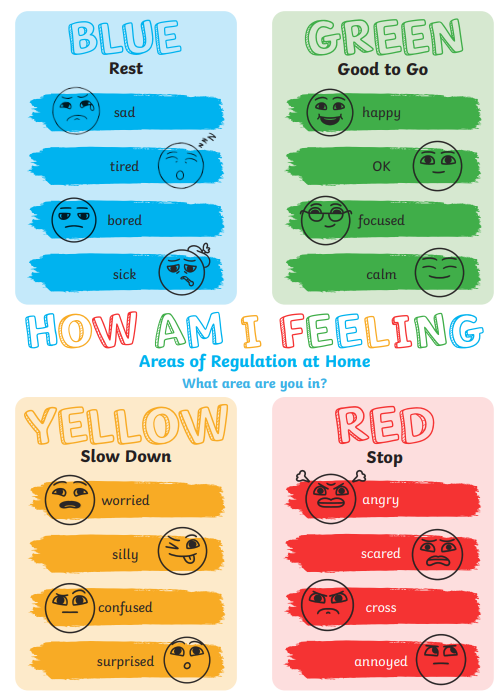 BLUE
Rest
sad
tired
bored
sick
GREEN
Good to Go
happy
OK
focused
calm
HOW AM I FEELING
Areas of Regulation at Home
What area are you in?
YELLOW
Slow Down
worried
silly
confused
surprised
RED
Stop
angry
scared
cross
annoyed